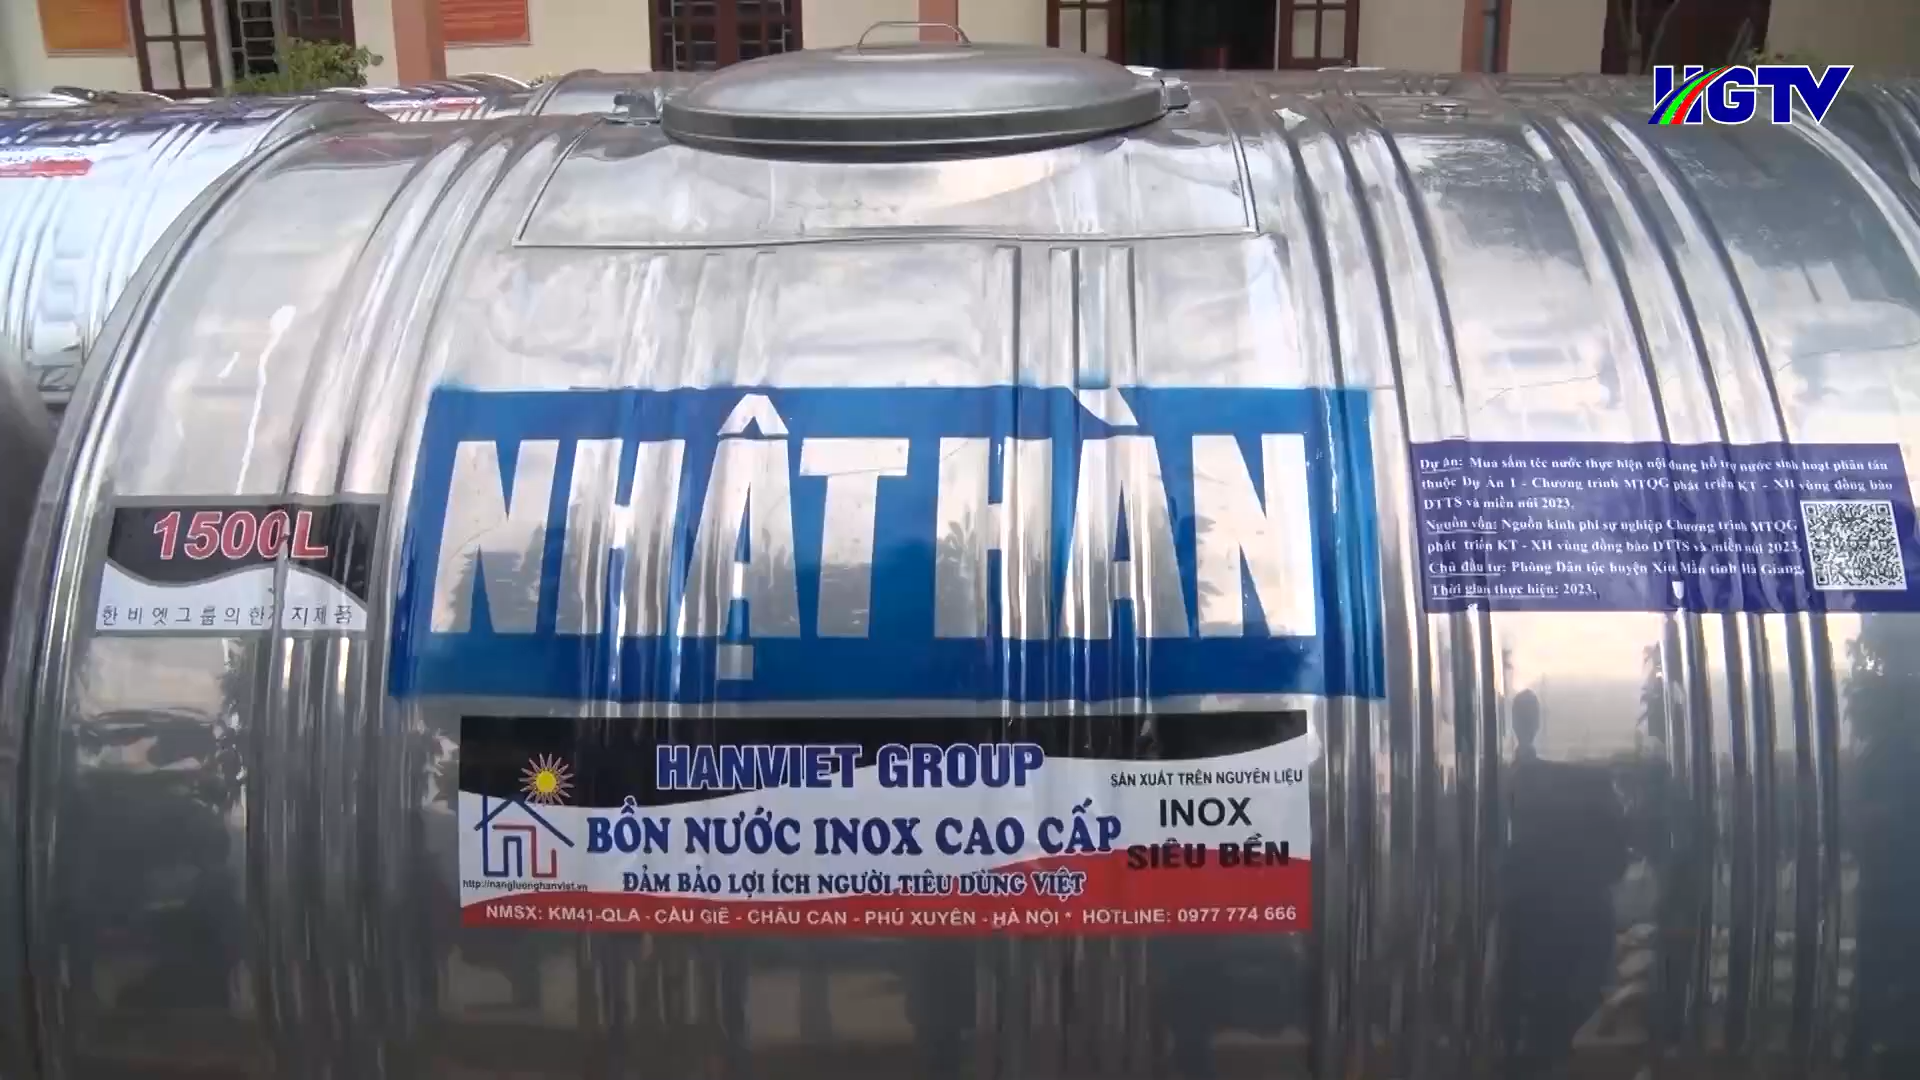 HGTV
NHẬT HÀN
1500L
한비엣그룹의한 지제품
Dự án: Mua sắm téc nước thực hiện nội dung hỗ trợ nước sinh hoạt phân tán
thuộc Dự Án 1 - Chương trình MTQG phát triển KT - XH vùng đồng bào
DTTS và miền núi 2023.
Nguồn vốn: Nguồn kinh phí sự nghiệp Chương trình MTQG
phát triển KT - XH vùng đồng bào DTTS và miền núi 2023.
Chủ đầu tư: Phòng Dân tộc huyện Xín Mần tỉnh Hà Giang.
Thời gian thực hiện: 2023.
HANVIET GROUP
BỒN NƯỚC INOX CAO CẤP
ĐẢM BẢO LỢI ÍCH NGƯỜI TIÊU DÙNG VIỆT
SẢN XUẤT TRÊN NGUYÊN LIỆU
INOX
SIÊU BỀN
http://nangluonghanviet.vn
NMSX: KM41-QLA - CẦU GIẼ - CHÂU CAN - PHÚ XUYÊN - HÀ NỘI * HOTLINE: 0977 774 666